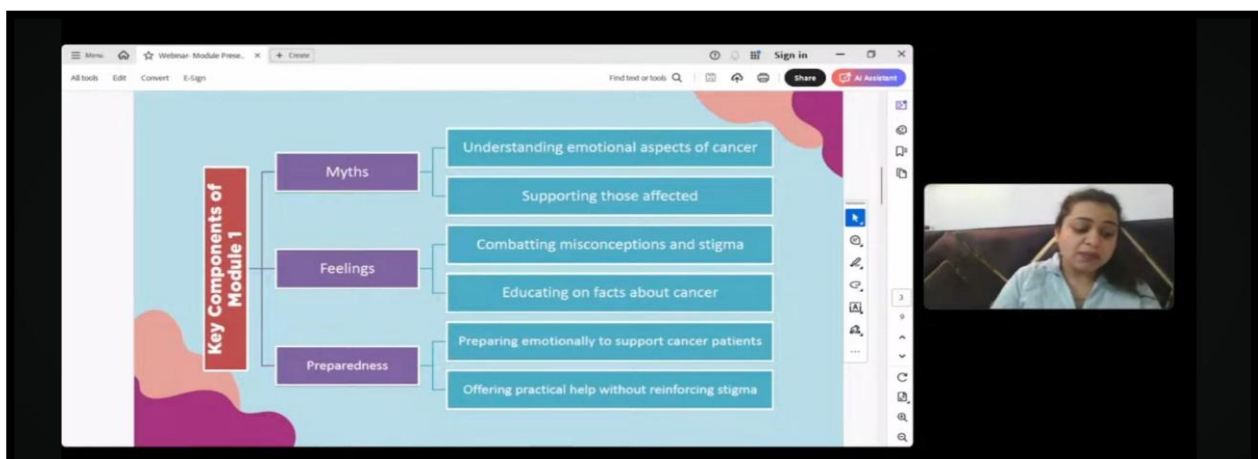 Menu
Webinar- Module Prese..
+ Create
Sign in
All tools Edit Convert E-Sign
Find text or tools
Share
AI Assistant
Key Components of
Module 1
Myths
Understanding emotional aspects of cancer
Supporting those affected
Feelings
Combatting misconceptions and stigma
Educating on facts about cancer
Preparedness
Preparing emotionally to support cancer patients
Offering practical help without reinforcing stigma
3
9